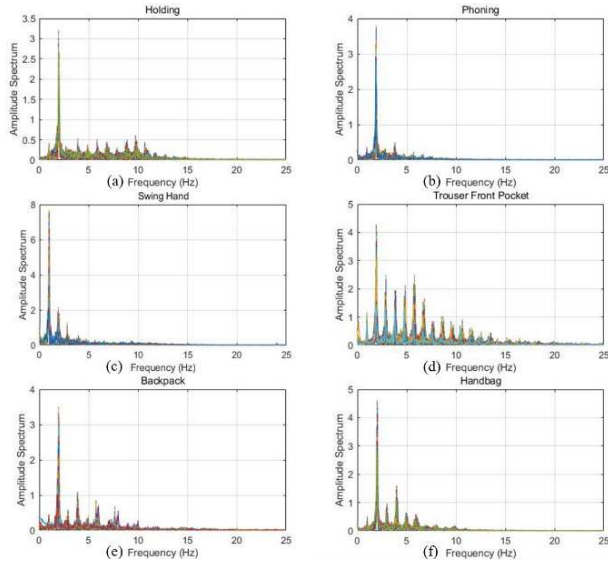 Holding
3.5
3
2.5
2
1.5
1
0.5
0
Amplitude Spectrum
0 5 10 15 20 25
(a) Frequency (Hz)
Phoning
4
3
2
1
0
Amplitude Spectrum
0 5 10 15 20 25
(b) Frequency (Hz)
Swing Hand
8
6
4
2
0
Amplitude Spectrum
0 5 10 15 20 25
(c) Frequency (Hz)
Trouser Front Pocket
5
4
3
2
1
0
Amplitude Spectrum
0 5 10 15 20 25
(d) Frequency (Hz)
Backpack
4
3
2
1
0
Amplitude Spectrum
0 5 10 15 20 25
(e) Frequency (Hz)
Handbag
5
4
3
2
1
0
Amplitude Spectrum
0 5 10 15 20 25
(f) Frequency (Hz)